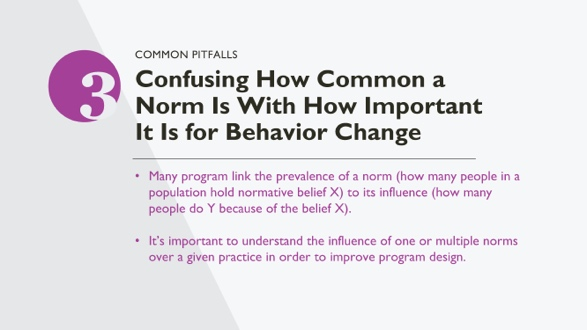 COMMON PITFALLS
3
Confusing How Common a
Norm Is With How Important
It Is for Behavior Change
• Many program link the prevalence of a norm (how many people in a
population hold normative belief X) to its influence (how many
people do Y because of the belief X).
• It's important to understand the influence of one or multiple norms
over a given practice in order to improve program design.